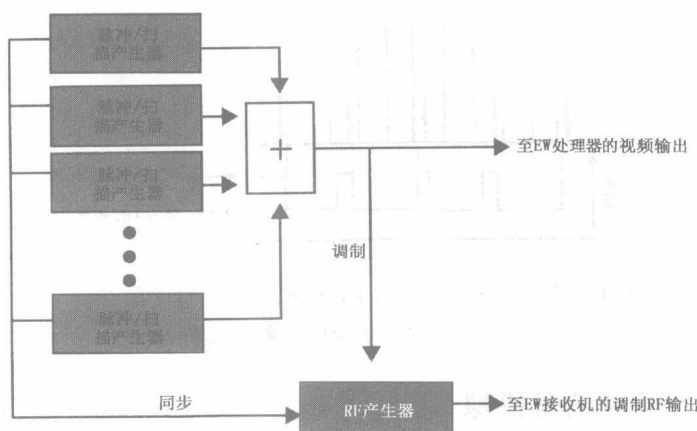 脉冲/扫
描产生器
脉冲/扫
描产生器
脉冲/扫
描产生器
+
至EW处理器的视频输出
调制
脉冲/扫
描产生器
同步
RF产生器
至EW接收机的调制RF输出